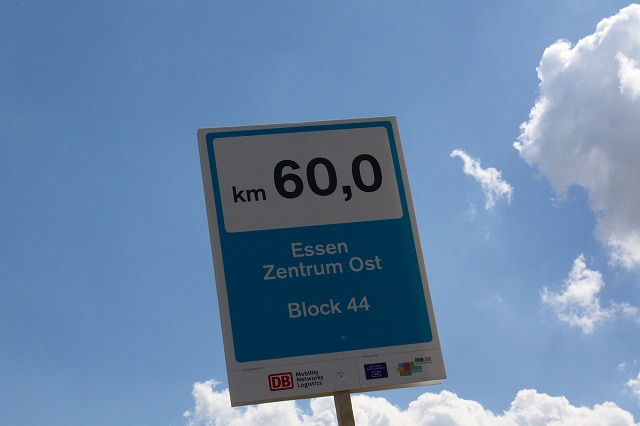 km 60,0
Essen
Zentrum Ost
Block 44
DB
Mobility
Networks
Logistics